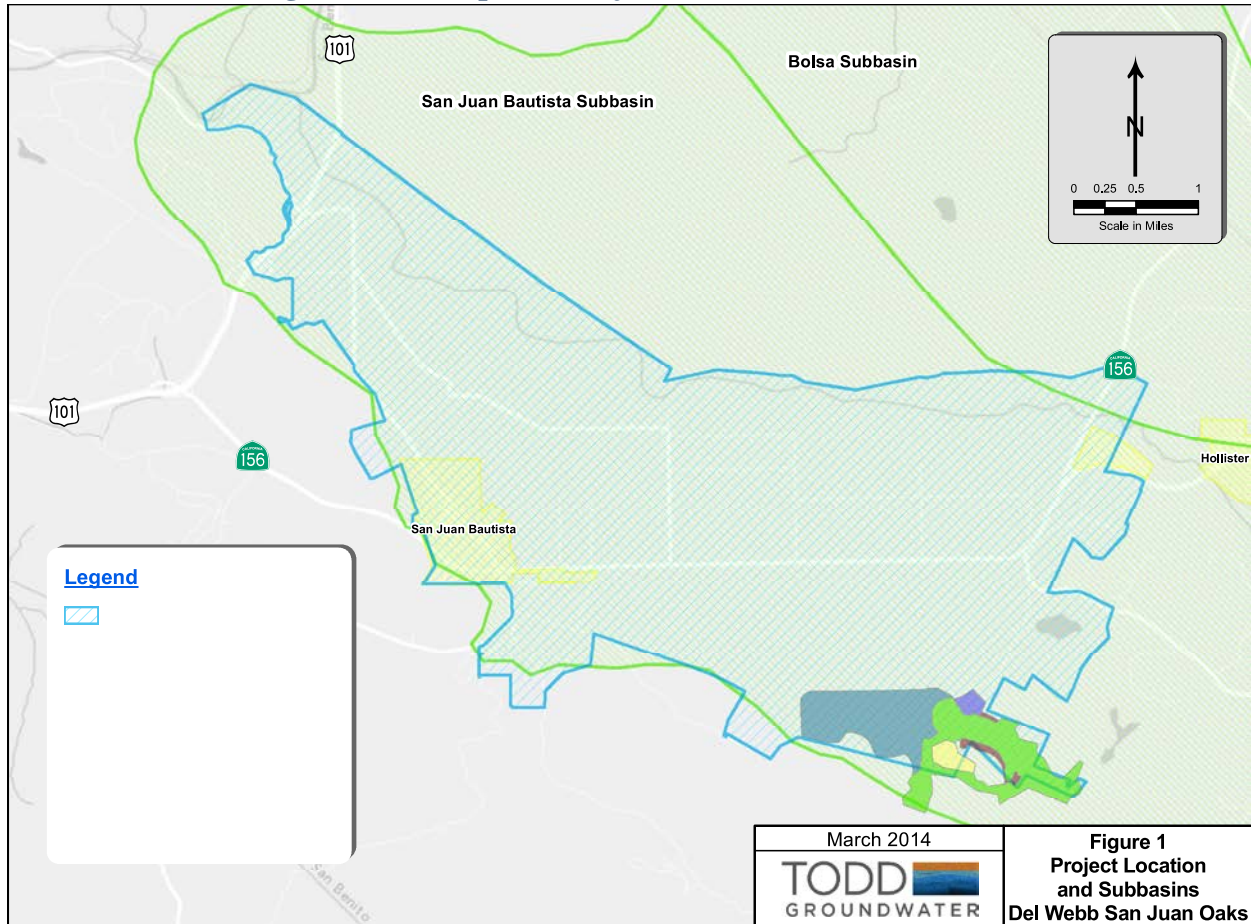 101
Bolsa Subbasin
San Juan Bautista Subbasin
N
0 0.25 0.5 1
Scale in Miles
CALIFORNIA
156
101
CALIFORNIA
156
Hollister
San Juan Bautista
Legend
San Benito
March 2014
TODD
GROUNDWATER
Figure 1
Project Location
and Subbasins
Del Webb San Juan Oaks